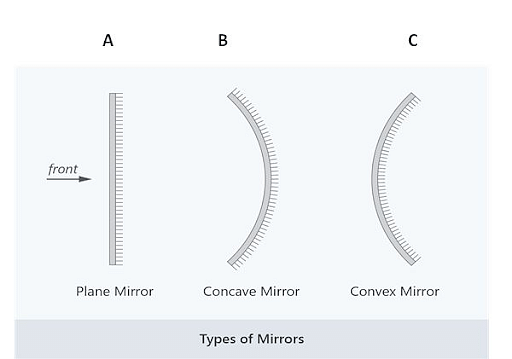 A B C
front
Plane Mirror Concave Mirror Convex Mirror
Types of Mirrors